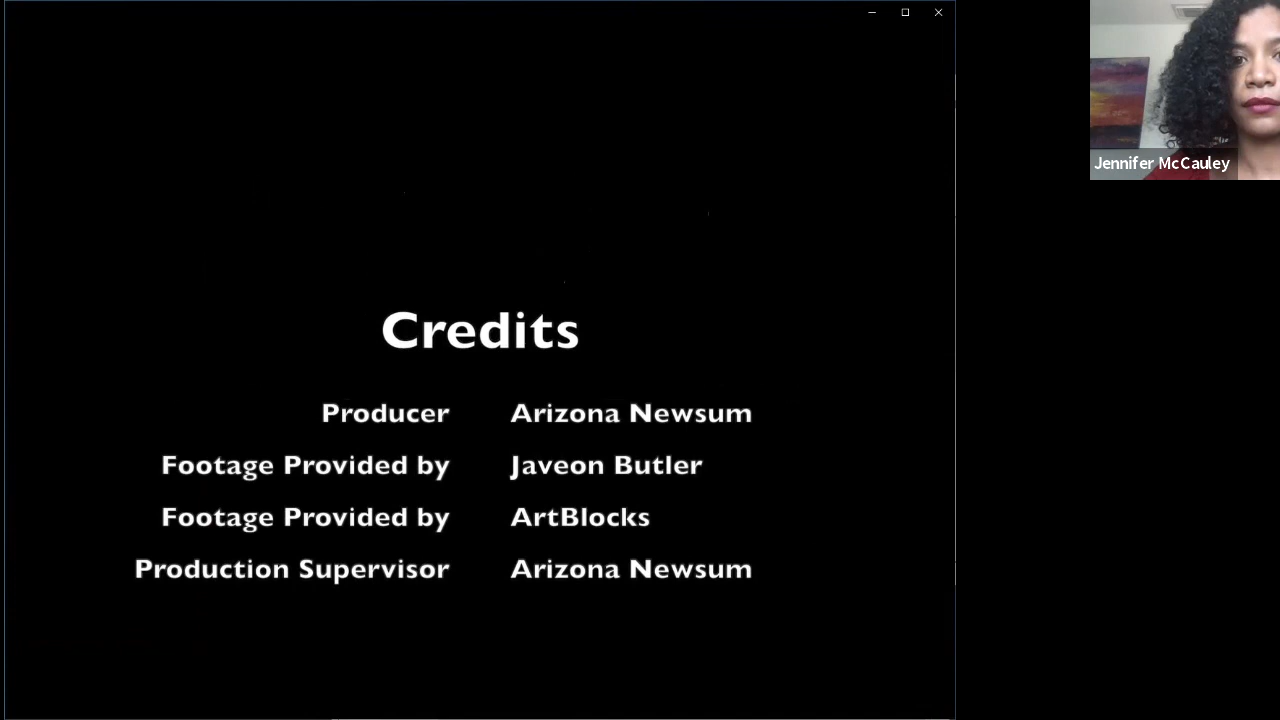 Credits
Producer Arizona Newsum
Footage Provided by Javeon Butler
Footage Provided by ArtBlocks
Production Supervisor Arizona Newsum
Jennifer McCauley